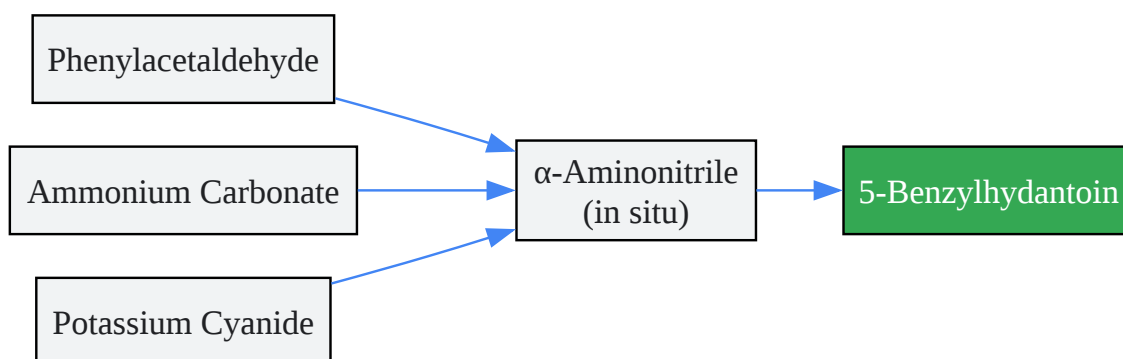 Phenylacetaldehyde
Ammonium Carbonate
Potassium Cyanide
α-Aminonitrile
(in situ)
5-Benzylhydantoin